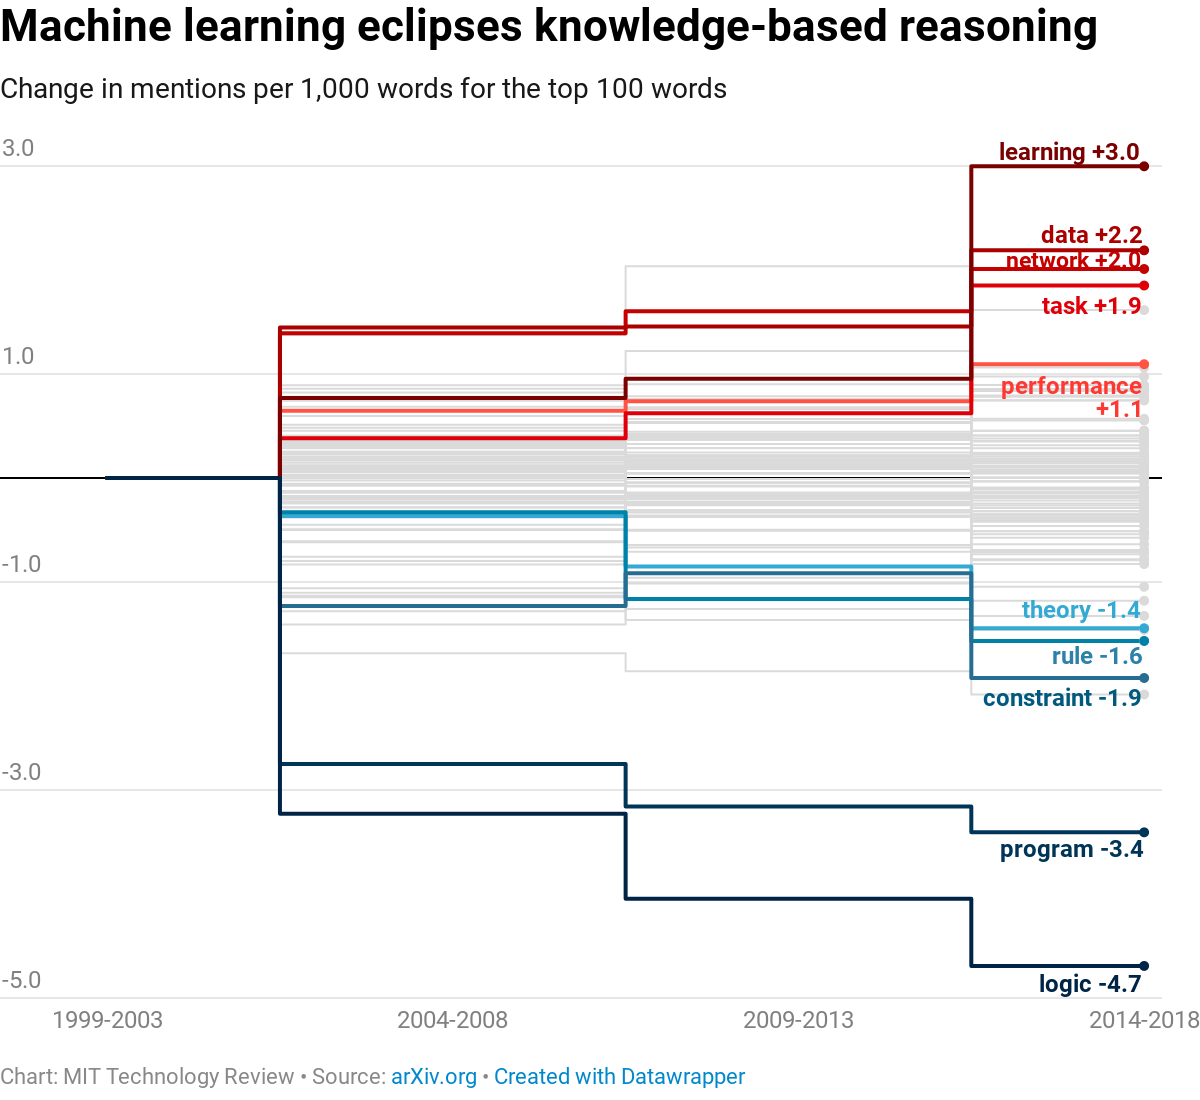 Machine learning eclipses knowledge-based reasoning
Change in mentions per 1,000 words for the top 100 words
3.0
learning +3.0
data +2.2
network +2.0
task +1.9
1.0
performance
+1.1
-1.0
theory -1.4
rule -1.6
constraint -1.9
-3.0
program -3.4
-5.0
logic -4.7
1999-2003
2004-2008
2009-2013
2014-2018
Chart: MIT Technology Review • Source: arXiv.org • Created with Datawrapper